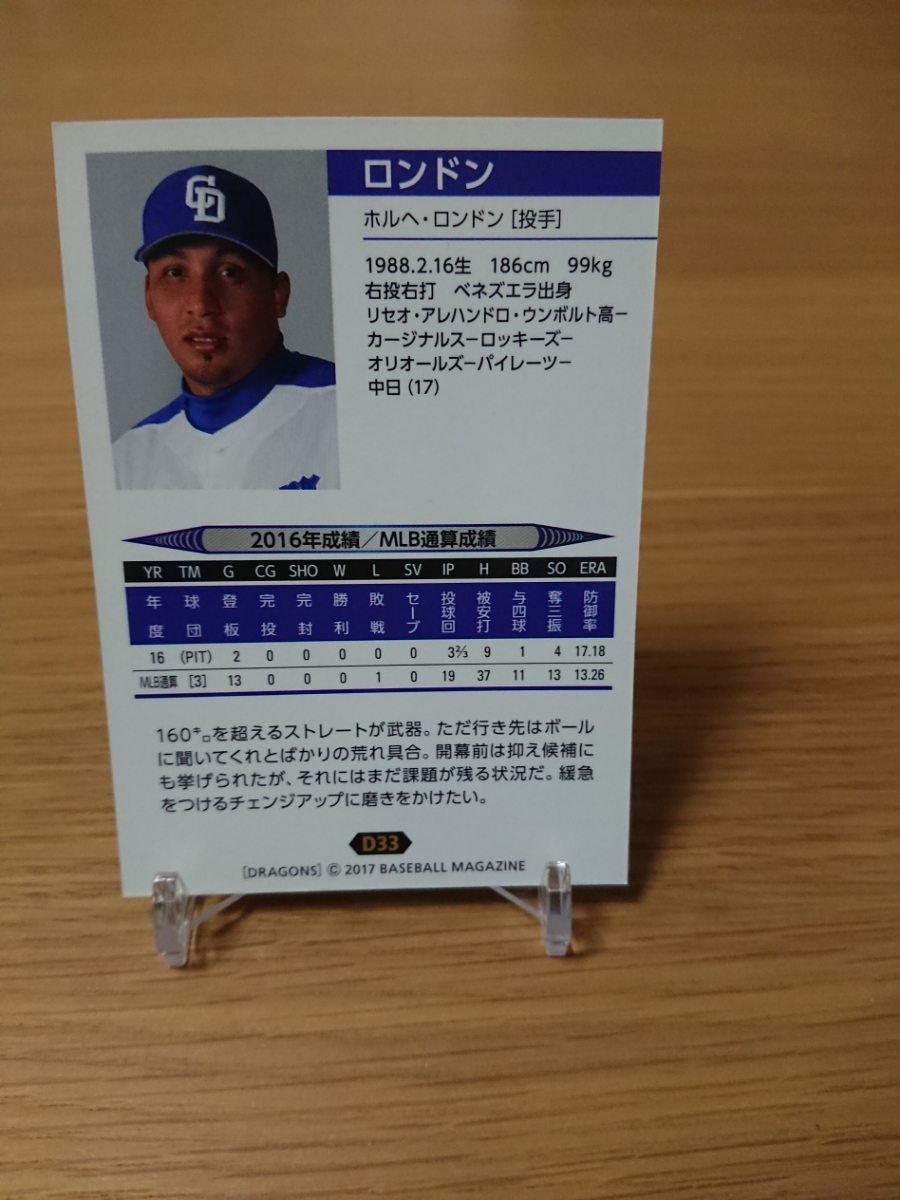 CD
ロンドン
ホルヘ・ロンドン [投手]
1988.2.16生 186cm 99kg
右投右打 ベネズエラ出身
リセオ・アレハンドロ・ウンボルト高ー
カージナルスーロッキーズー
オリオールズーパイレーツー
中日 (17)
2016年成績／MLB通算成績
YR TM G CG SHO W L SV IP H BB SO ERA
年度 球団 登板 完投 完封 勝利 敗戦 セーブ 投球回 被安打 与四球 奪三振 防御率
16 (PIT) 2 0 0 0 0 0 3⅔ 9 1 4 17.18
MLB通算 [3] 13 0 0 0 1 0 19 37 11 13 13.26
160㌔を超えるストレートが武器。ただ行き先はボール
に聞いてくれとばかりの荒れ具合。開幕前は抑え候補に
も挙げられたが、それにはまだ課題が残る状況だ。緩急
をつけるチェンジアップに磨きをかけたい。
D33
[DRAGONS] © 2017 BASEBALL MAGAZINE